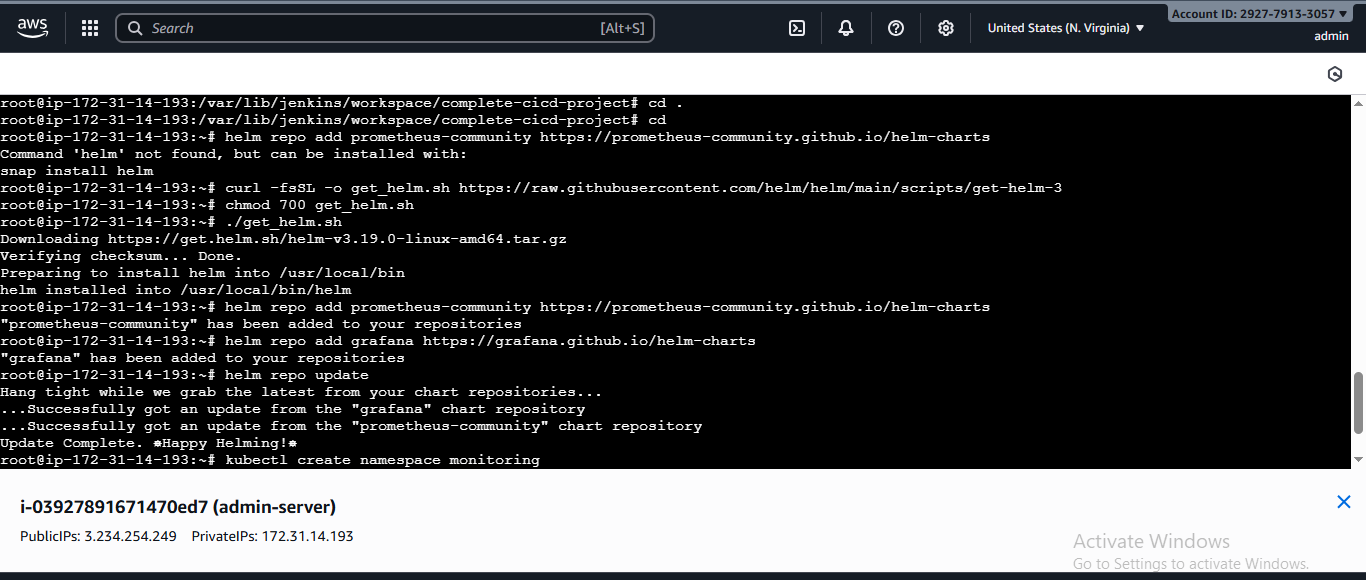 Account ID: 2927-7913-3057
aws
Search
[Alt+S]
United States (N. Virginia)
admin
root@ip-172-31-14-193:/var/lib/jenkins/workspace/complete-cicd-project# cd .
root@ip-172-31-14-193:/var/lib/jenkins/workspace/complete-cicd-project# cd
root@ip-172-31-14-193:~# helm repo add prometheus-community https://prometheus-community.github.io/helm-charts
Command 'helm' not found, but can be installed with:
snap install helm
root@ip-172-31-14-193:~# curl -fsSL -o get_helm.sh https://raw.githubusercontent.com/helm/helm/main/scripts/get-helm-3
root@ip-172-31-14-193:~# chmod 700 get_helm.sh
root@ip-172-31-14-193:~# ./get_helm.sh
Downloading https://get.helm.sh/helm-v3.19.0-linux-amd64.tar.gz
Verifying checksum... Done.
Preparing to install helm into /usr/local/bin
helm installed into /usr/local/bin/helm
root@ip-172-31-14-193:~# helm repo add prometheus-community https://prometheus-community.github.io/helm-charts
"prometheus-community" has been added to your repositories
root@ip-172-31-14-193:~# helm repo add grafana https://grafana.github.io/helm-charts
"grafana" has been added to your repositories
root@ip-172-31-14-193:~# helm repo update
Hang tight while we grab the latest from your chart repositories...
...Successfully got an update from the "grafana" chart repository
...Successfully got an update from the "prometheus-community" chart repository
Update Complete. ⎈Happy Helming!⎈
root@ip-172-31-14-193:~# kubectl create namespace monitoring
i-03927891671470ed7 (admin-server)
PublicIPs: 3.234.254.249 PrivateIPs: 172.31.14.193
Activate Windows
Go to Settings to activate Windows.